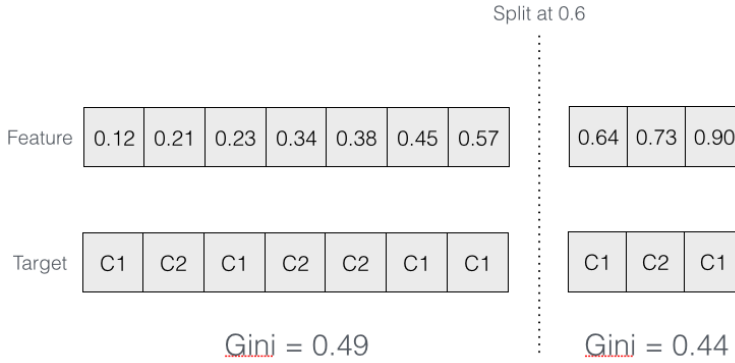 Split at 0.6
Feature 0.12 0.21 0.23 0.34 0.38 0.45 0.57 0.64 0.73 0.90
Target C1 C2 C1 C2 C2 C1 C1 C1 C2 C1
Gini = 0.49 Gini = 0.44